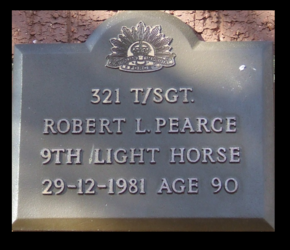 321 T/SGT.
ROBERT L. PEARCE
9TH LIGHT HORSE
29-12-1981 AGE 90